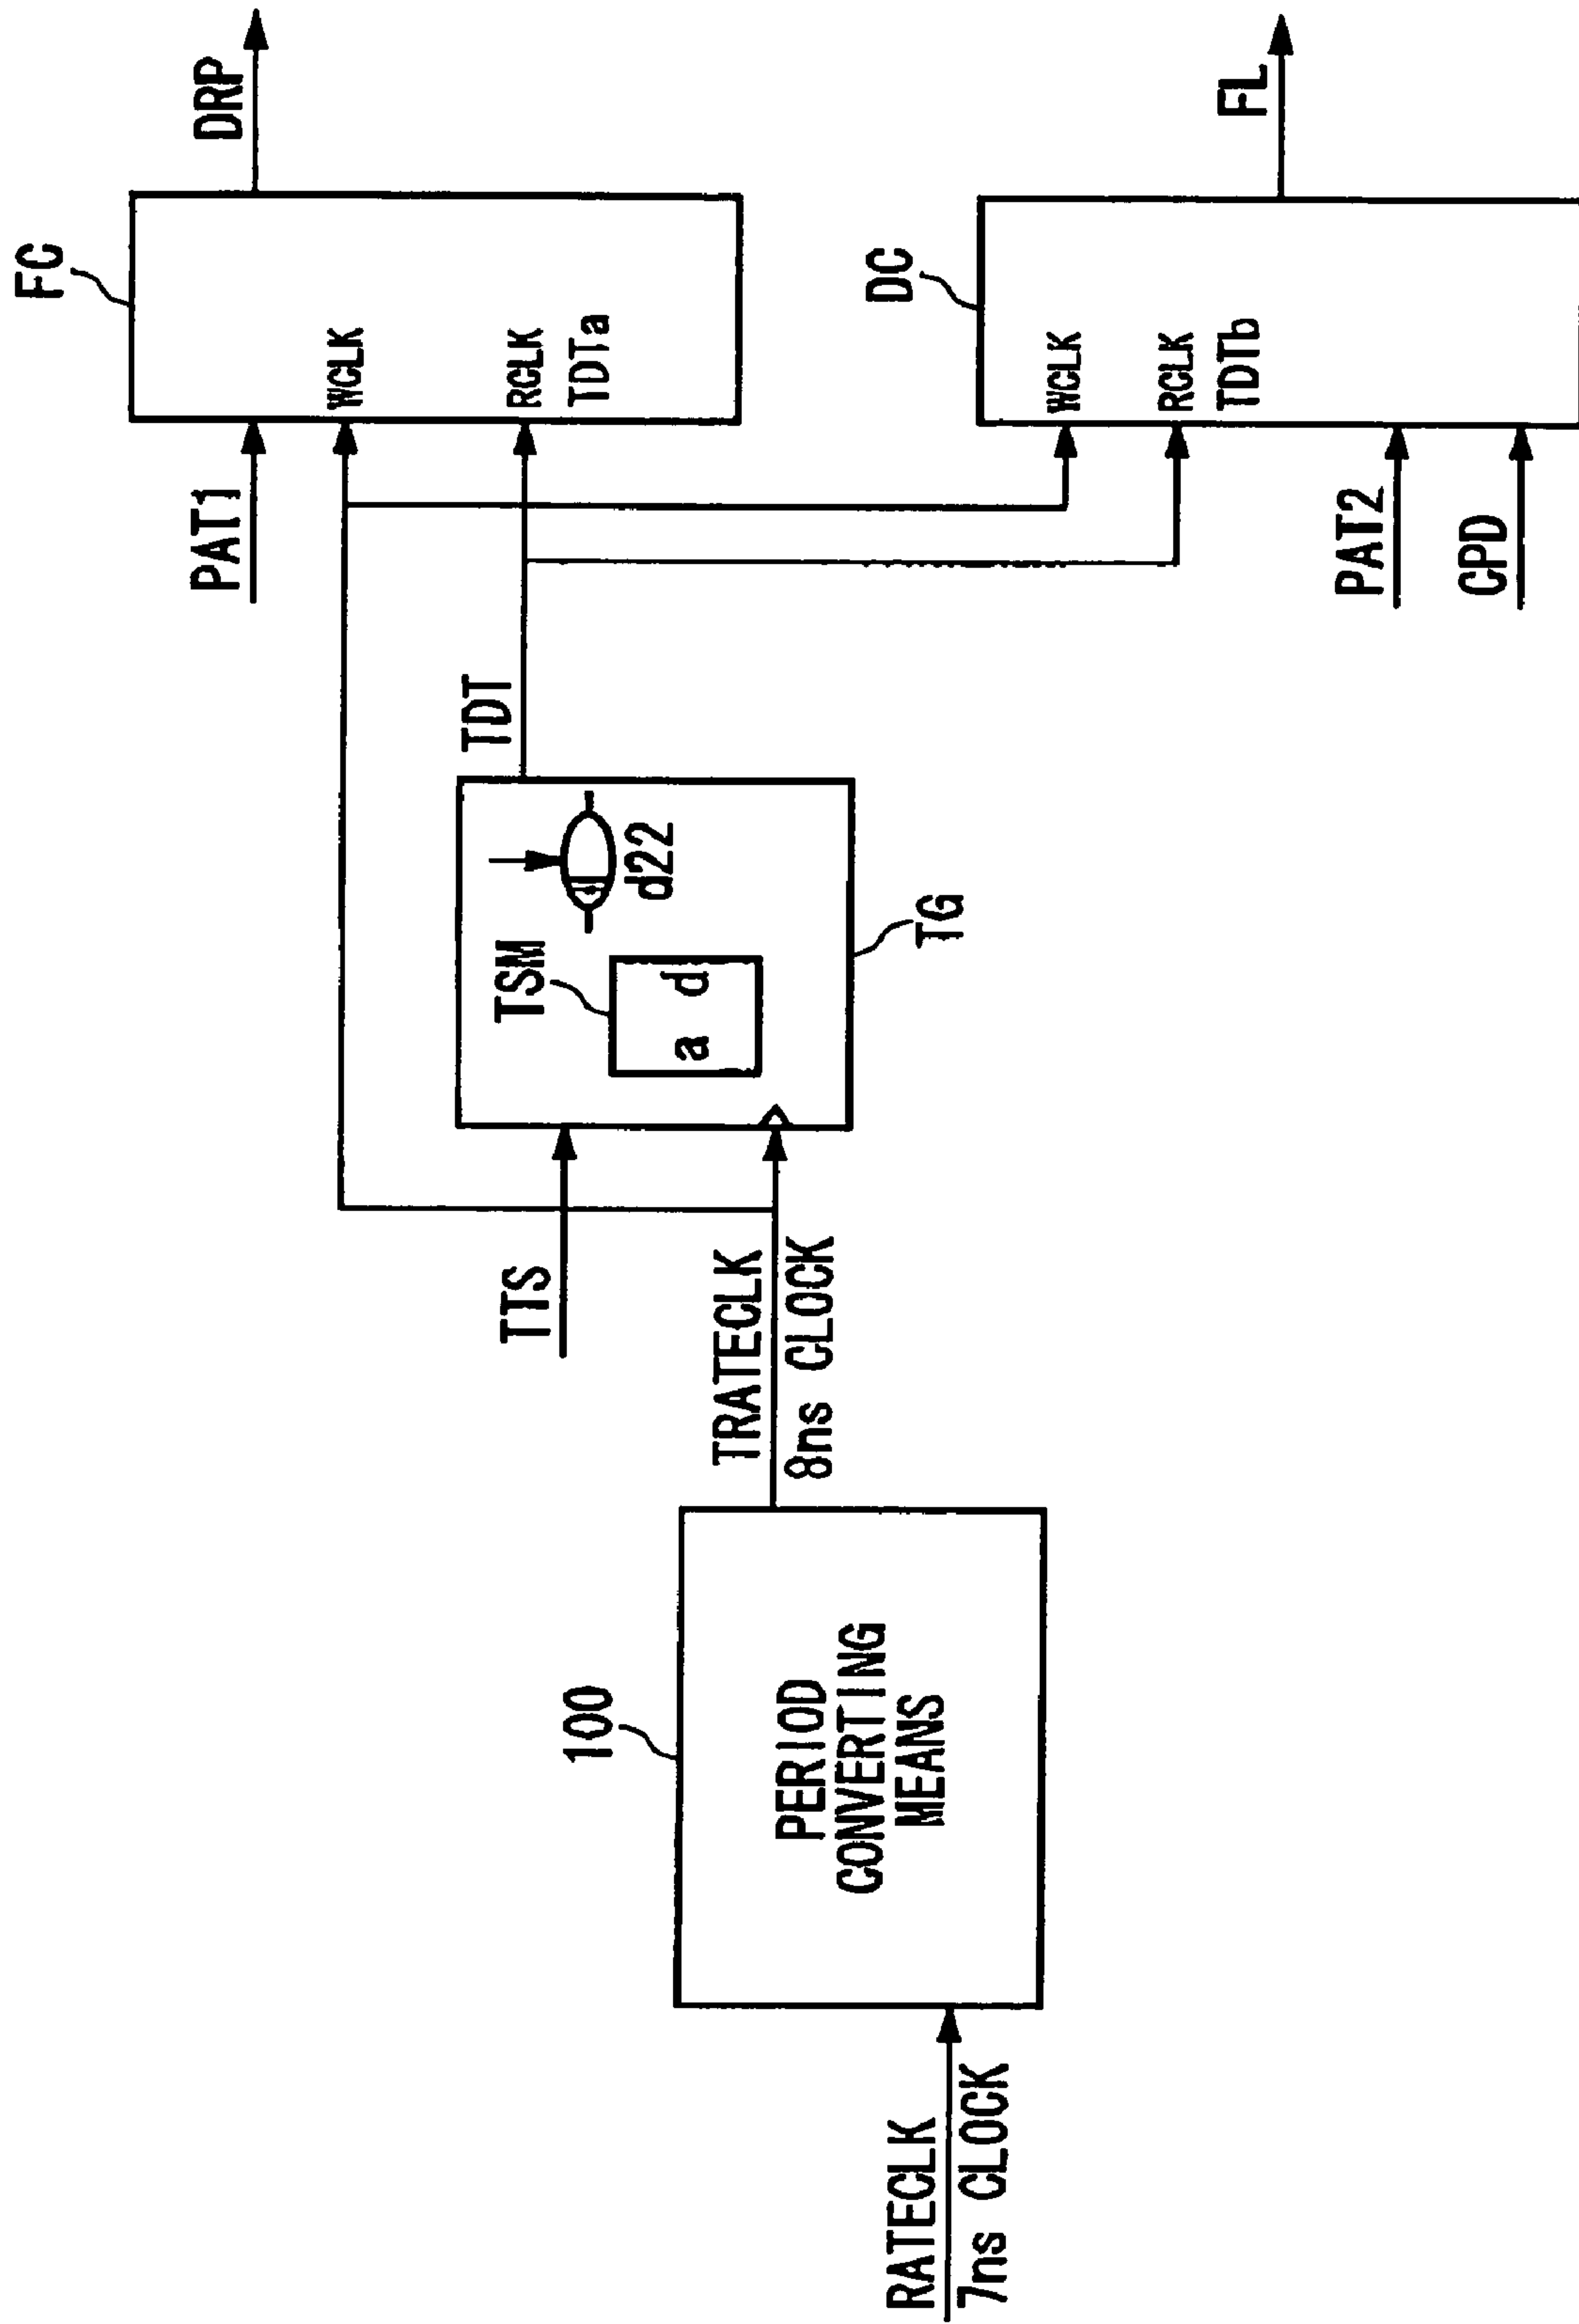 RATECLK
7ns CLOCK
100
PERIOD
CONVERTING
MEANS
TRATECLK
8ns CLOCK
TTS
TSM
a d
d22
TG
TDT
PAT1
FC
WCLK
RCLK
TDTa
DRP
DC
WCLK
RCLK
TDTb
PAT2
CPD
FL